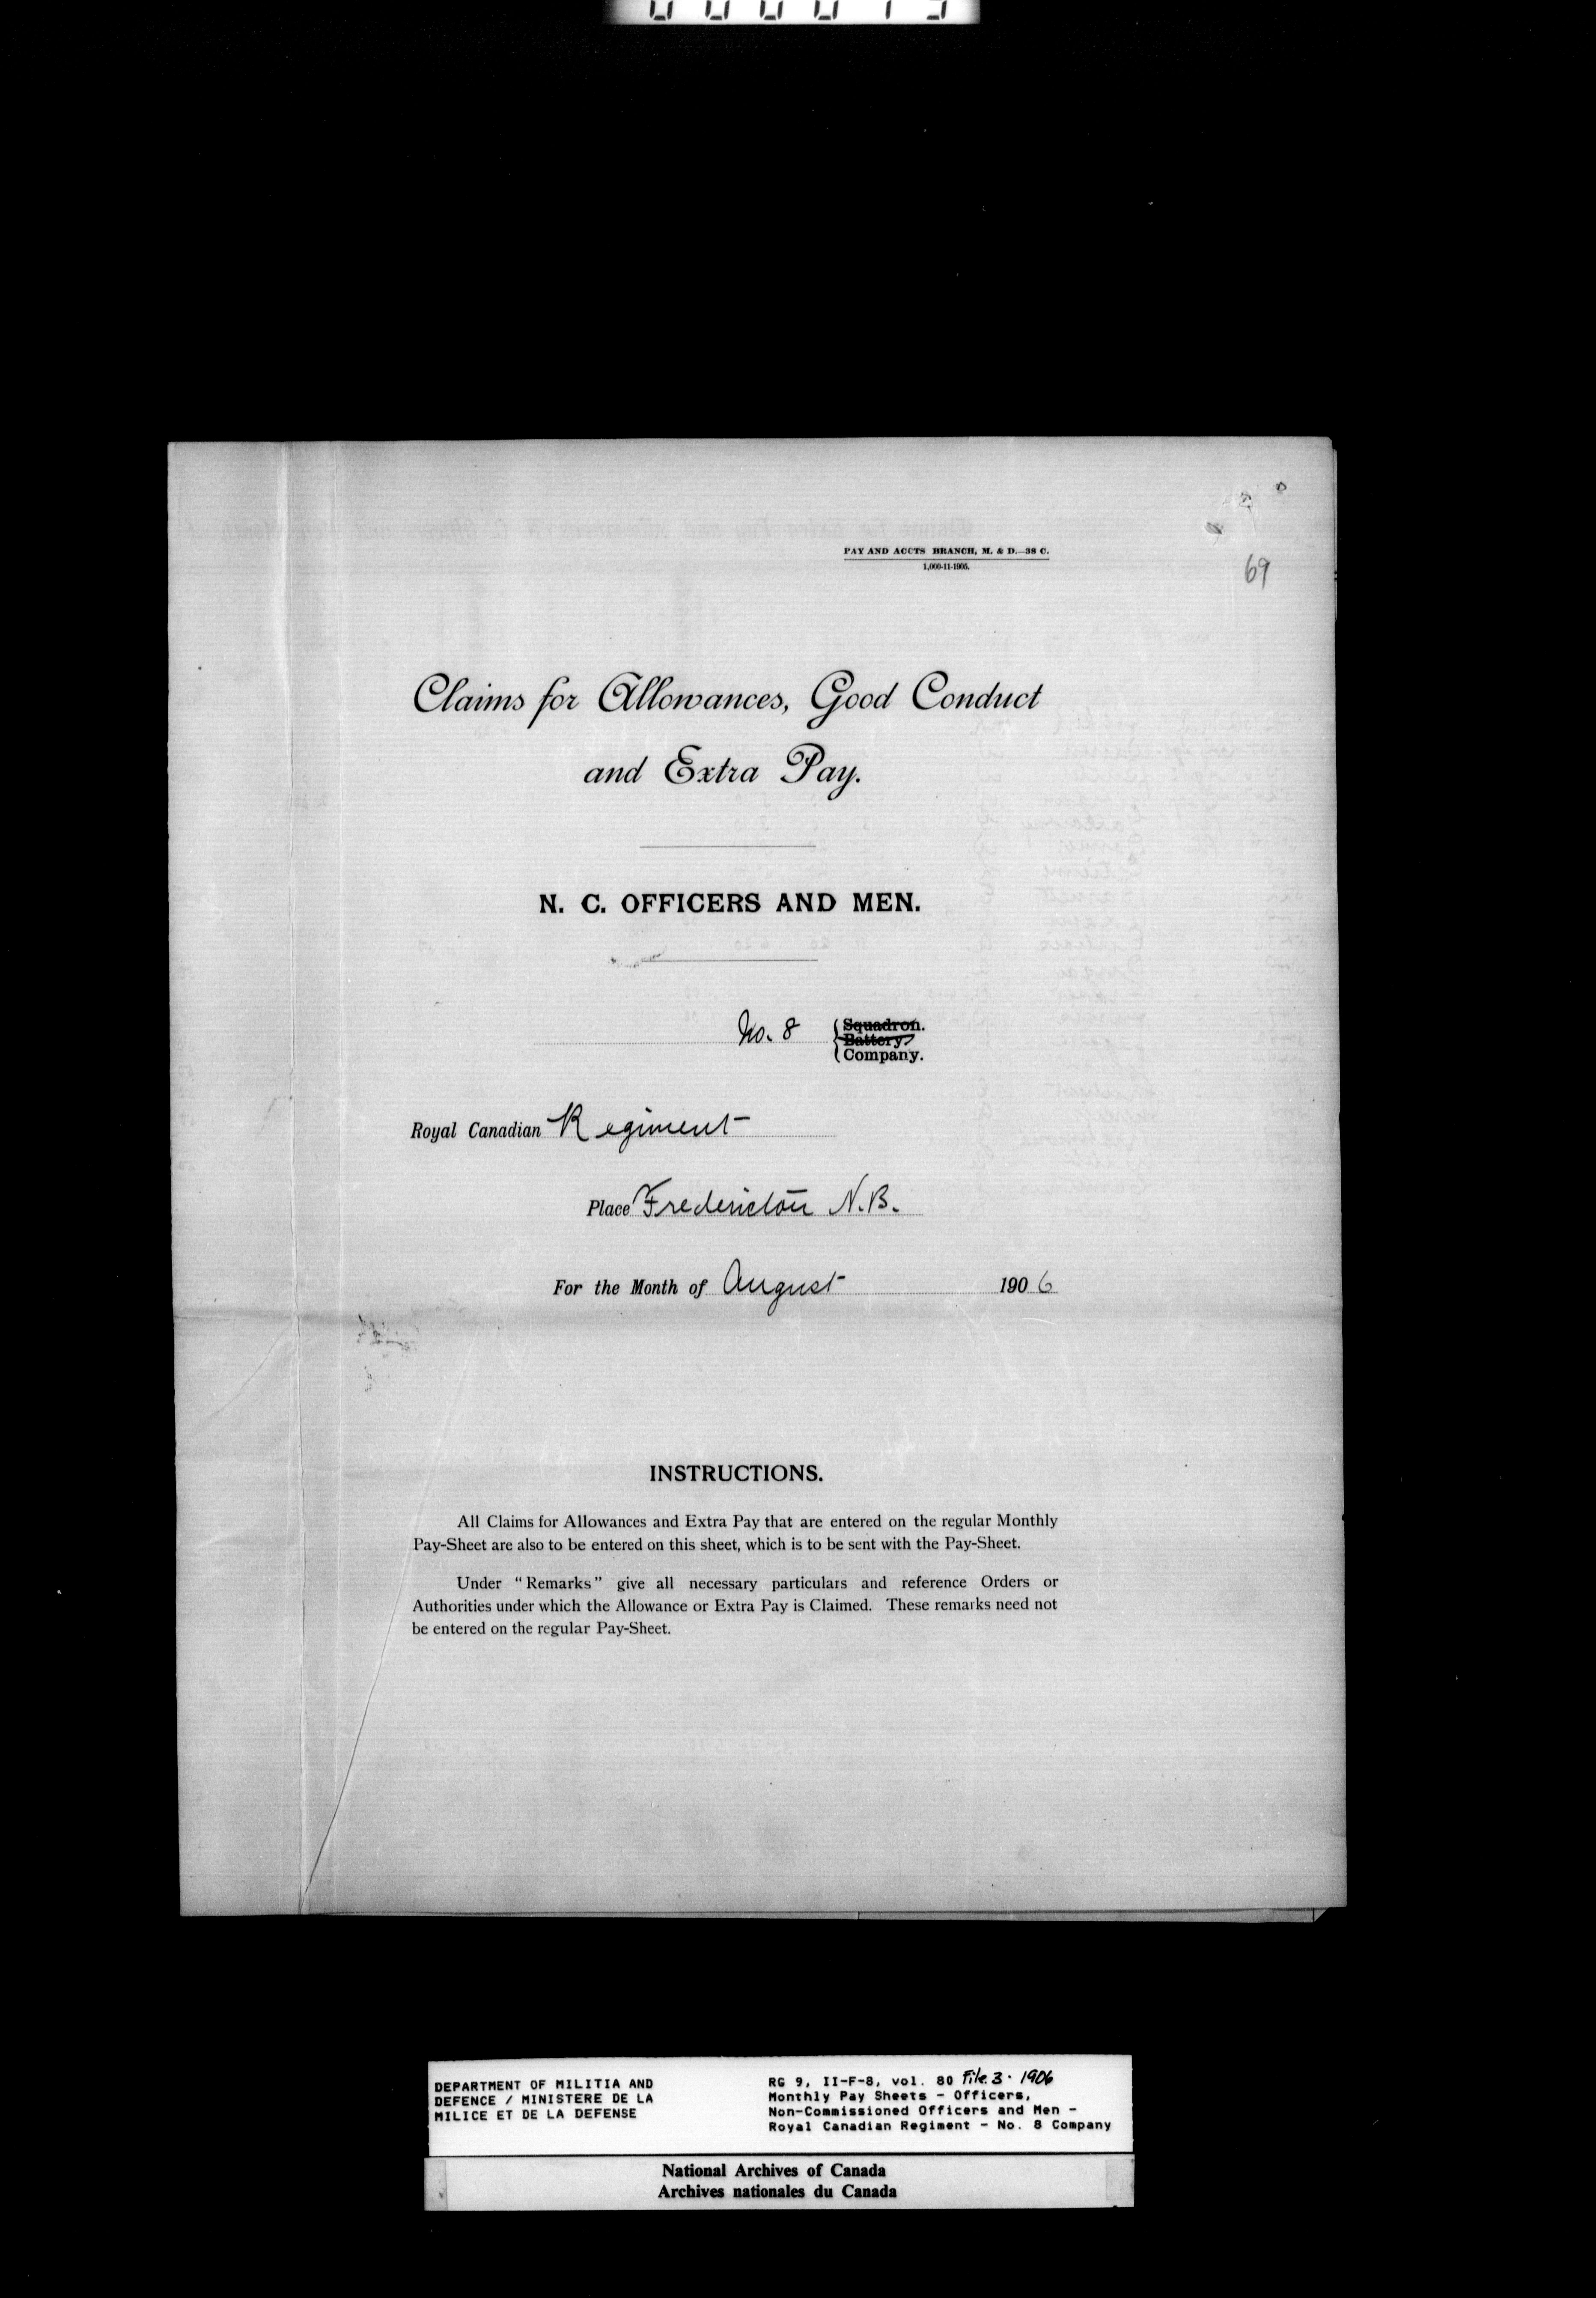 PAY AND ACCTS BRANCH, M. & D.—38 C.
1,000-11-1905.
69
Claims for Allowances, Good Conduct
and Extra Pay.
N. C. OFFICERS AND MEN.
No. 8
Squadron.
Battery.
Company.
Royal Canadian Regiment
Place Fredericton N.B.
For the Month of August 1906
INSTRUCTIONS.
All Claims for Allowances and Extra Pay that are entered on the regular Monthly
Pay-Sheet are also to be entered on this sheet, which is to be sent with the Pay-Sheet.
Under "Remarks" give all necessary particulars and reference Orders or
Authorities under which the Allowance or Extra Pay is Claimed. These remarks need not
be entered on the regular Pay-Sheet.
DEPARTMENT OF MILITIA AND
DEFENCE / MINISTERE DE LA
MILICE ET DE LA DEFENSE
RG 9, II-F-8, vol. 80 File 3. 1906
Monthly Pay Sheets - Officers,
Non-Commissioned Officers and Men -
Royal Canadian Regiment - No. 8 Company
National Archives of Canada
Archives nationales du Canada